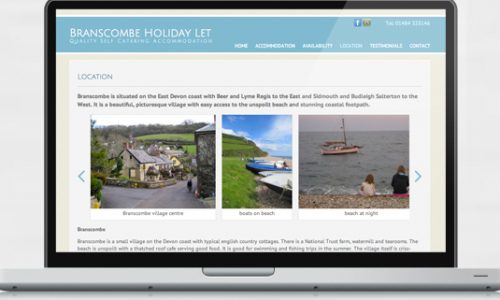 BRANSCOMBE HOLIDAY LET
QUALITY SELF CATERING ACCOMMODATION
Tel: 01484 323146
HOME ACCOMMODATION AVAILABILITY LOCATION TESTIMONIALS CONTACT
LOCATION
Branscombe is situated on the East Devon coast with Beer and Lyme Regis to the East and Sidmouth and Budleigh Salterton to the
West. It is a beautiful, picturesque village with easy access to the unspoilt beach and stunning coastal footpath.
Branscombe village centre
boats on beach
beach at night
Branscombe
Branscombe is a small village on the Devon coast with typical english country cottages. There is a National Trust farm, watermill and tearooms. The
beach is unspoilt with a thatched roof cafe serving good food. It is good for swimming and fishing trips in the summer. The village itself is criss-